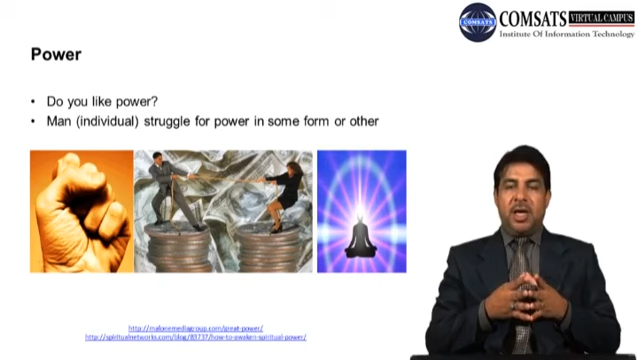 COMSATS VIRTUAL CAMPUS
Institute Of Information Technology
Power
• Do you like power?
• Man (individual) struggle for power in some form or other
http://malonemediagroup.com/great-power/
http://spiritualnetworks.com/blog/83737/how-to-awaken-spiritual-power/